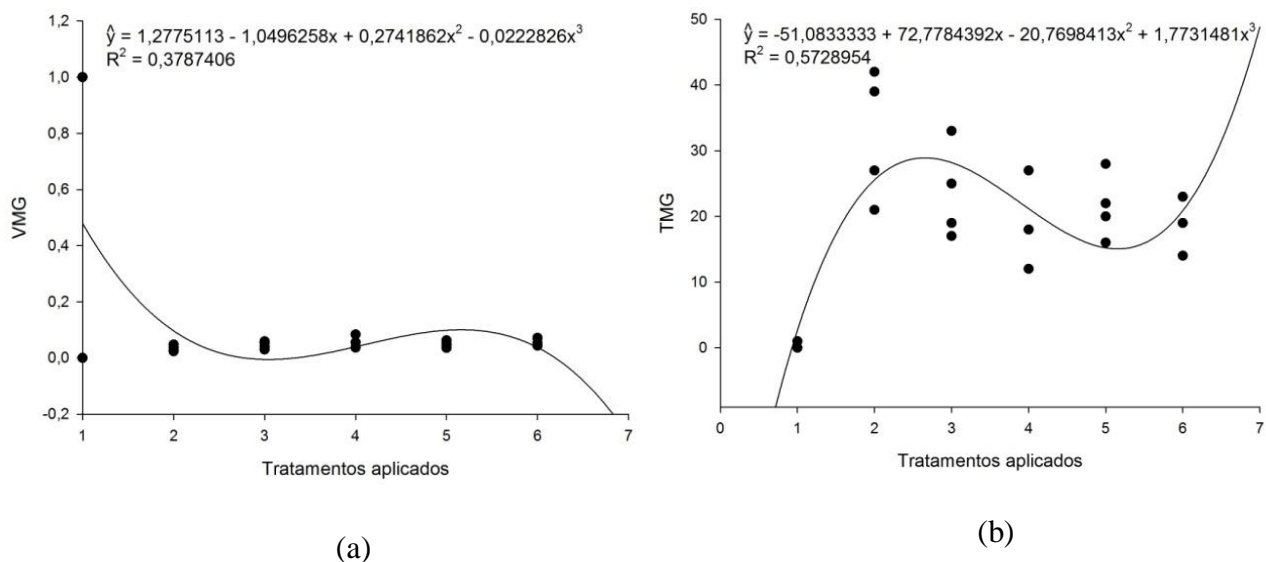 ŷ = 1,2775113 - 1,0496258x + 0,2741862x² - 0,0222826x³
R² = 0,3787406
1,2
1,0
0,8
0,6
0,4
0,2
0,0
-0,2
VMG
1 2 3 4 5 6 7
Tratamentos aplicados
(a)
ŷ = -51,0833333 + 72,7784392x - 20,7698413x² + 1,7731481x³
R² = 0,5728954
50
40
30
20
10
0
TMG
0 1 2 3 4 5 6 7
Tratamentos aplicados
(b)